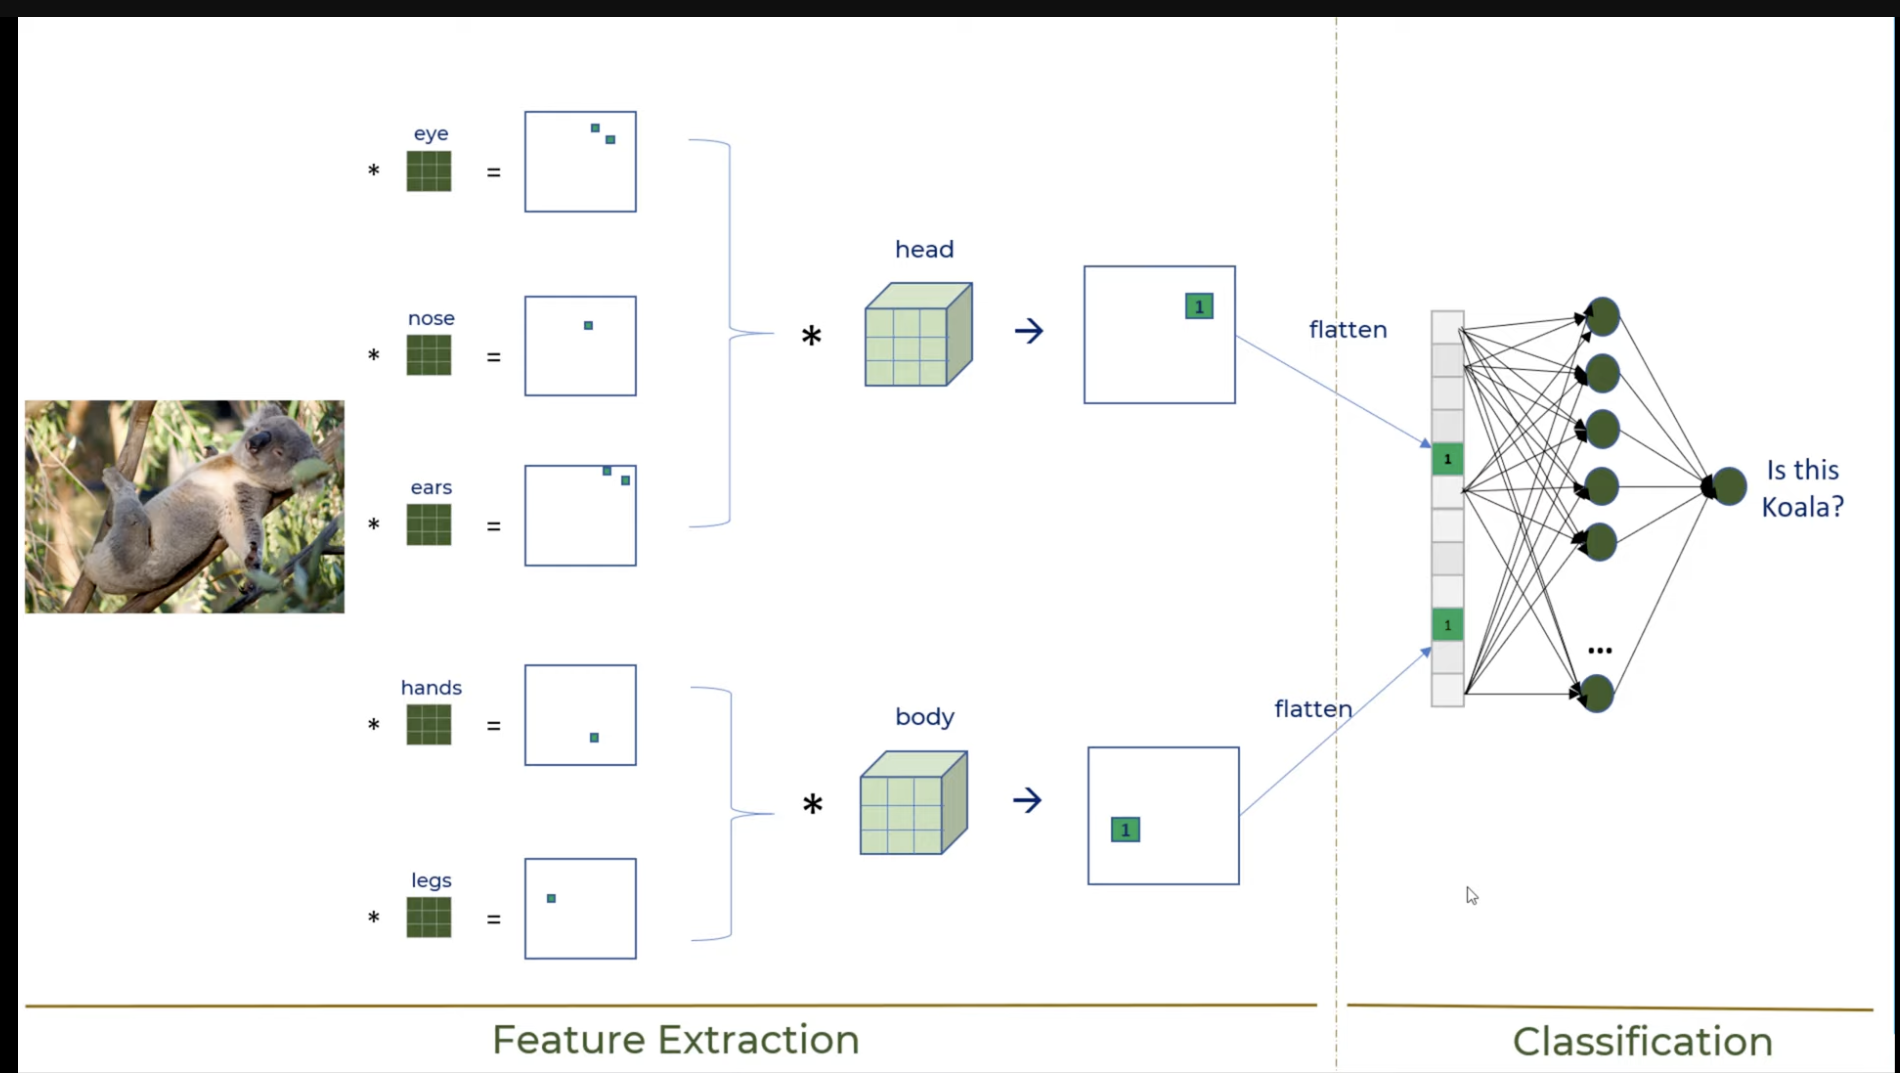 eye
* =
nose
* =
ears
* =
hands
* =
legs
* =
head
* →
1
body
* →
1
flatten
flatten
1
1
...
Is this
Koala?
Feature Extraction
Classification